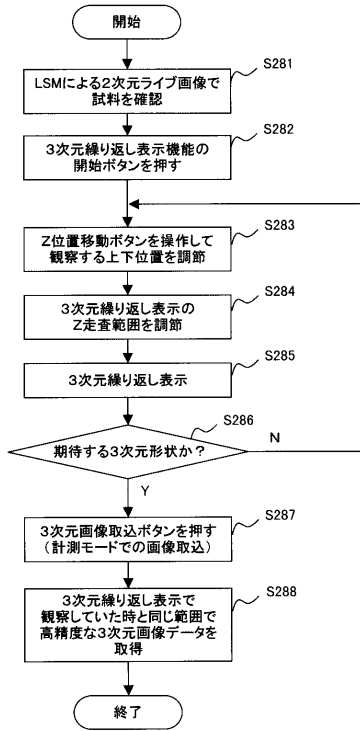 開始
S281
LSMによる2次元ライブ画像で
試料を確認
S282
3次元繰り返し表示機能の
開始ボタンを押す
S283
Z位置移動ボタンを操作して
観察する上下位置を調節
S284
3次元繰り返し表示の
Z走査範囲を調節
S285
3次元繰り返し表示
S286
期待する3次元形状か？
N
Y
S287
3次元画像取込ボタンを押す
（計測モードでの画像取込）
S288
3次元繰り返し表示で
観察していた時と同じ範囲で
高精度な3次元画像データを
取得
終了